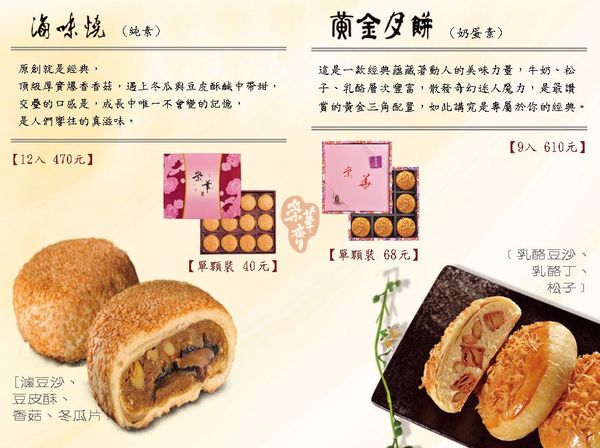 海味燒 (純素)
原創就是經典,
頂級厚實爆香香菇,遇上冬瓜與豆皮酥鹹中帶甜,
交疊的口感是,成長中唯一不會變的記憶,
是人們嚮往的真滋味。
【12入 470元】
【單顆裝 40元】
[滷豆沙、
豆皮酥、
香菇、冬瓜片]
黃金月餅 (奶蛋素)
這是一款經典蘊藏著動人的美味力量,牛奶、松
子、乳酪層次豐富,散發奇幻迷人魔力,是最讚
賞的黃金三角配置,如此講究是專屬於你的經典。
【9入 610元】
【單顆裝 68元】
[乳酪豆沙、
乳酪丁、
松子]
榮華